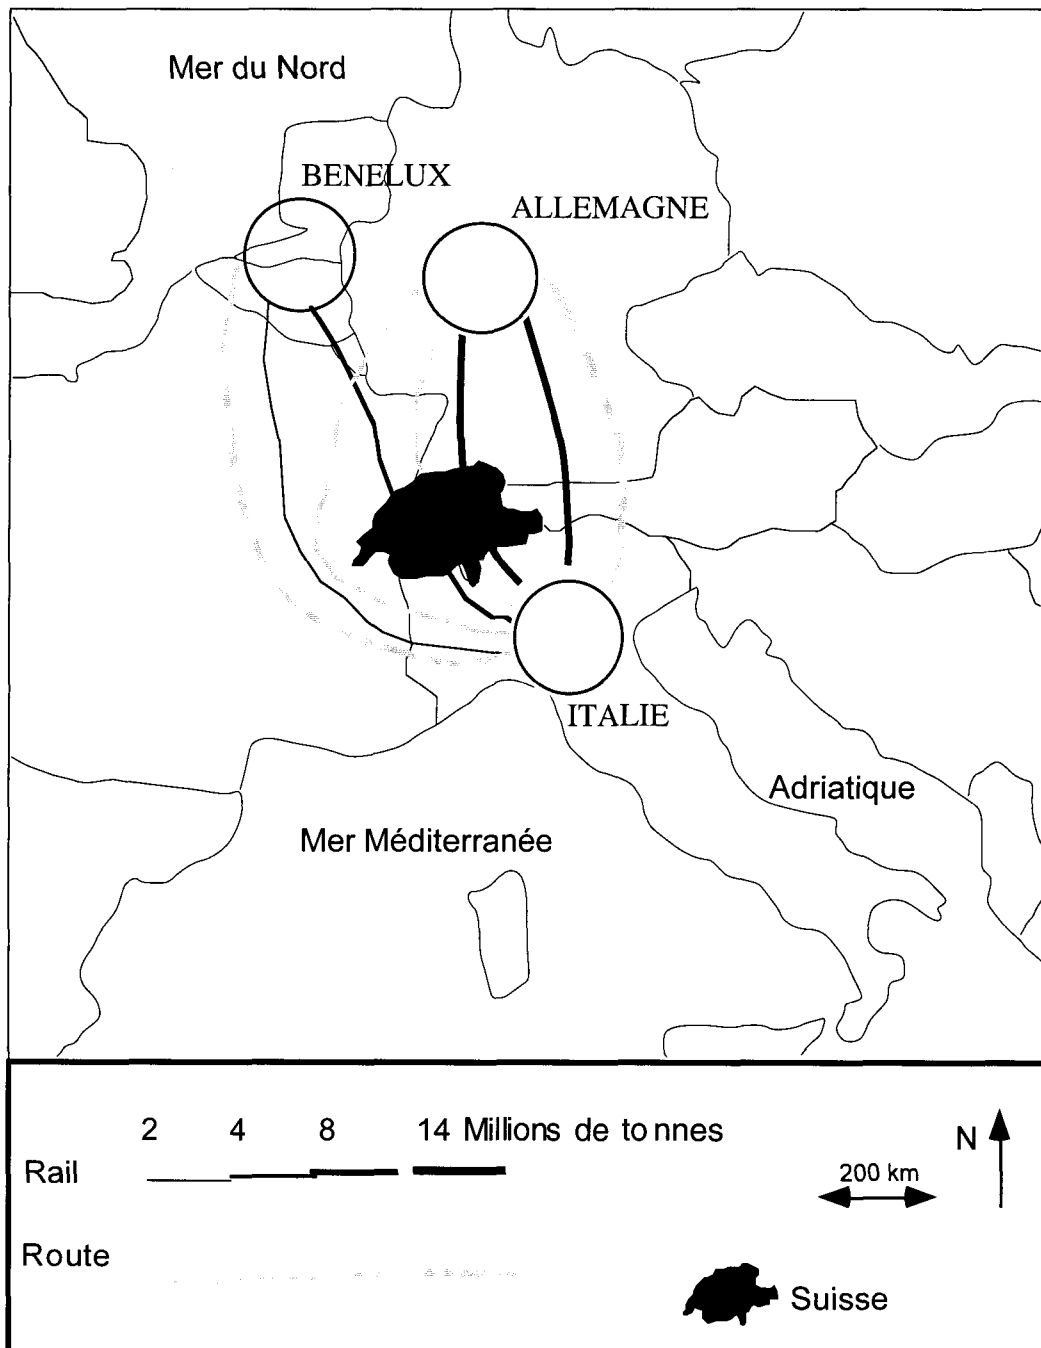 Mer du Nord
BENELUX
ALLEMAGNE
ITALIE
Adriatique
Mer Méditerranée
2 4 8 14 Millions de tonnes
N
Rail
200 km
Route
Suisse